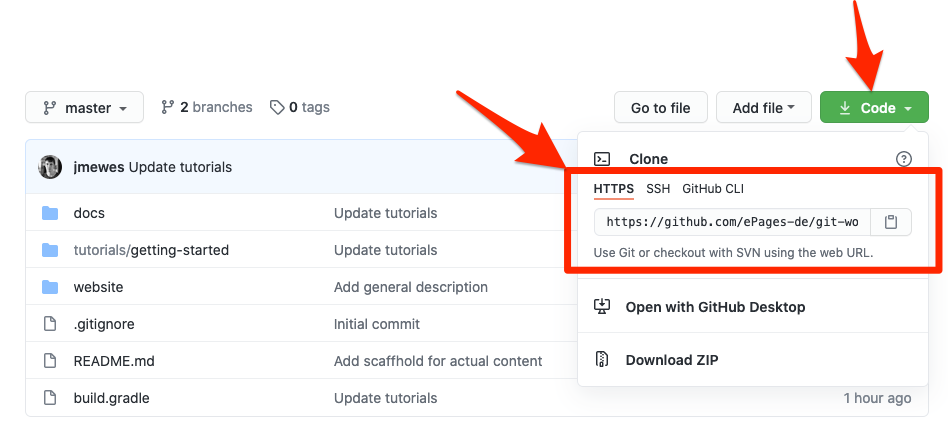 master 2 branches 0 tags Go to file Add file Code
jmewes Update tutorials
Clone
HTTPS SSH GitHub CLI
https://github.com/ePages-de/git-wo
Use Git or checkout with SVN using the web URL.
Open with GitHub Desktop
Download ZIP
docs Update tutorials
tutorials/getting-started Update tutorials
website Add general description
.gitignore Initial commit
README.md Add scaffhold for actual content
build.gradle Update tutorials 1 hour ago